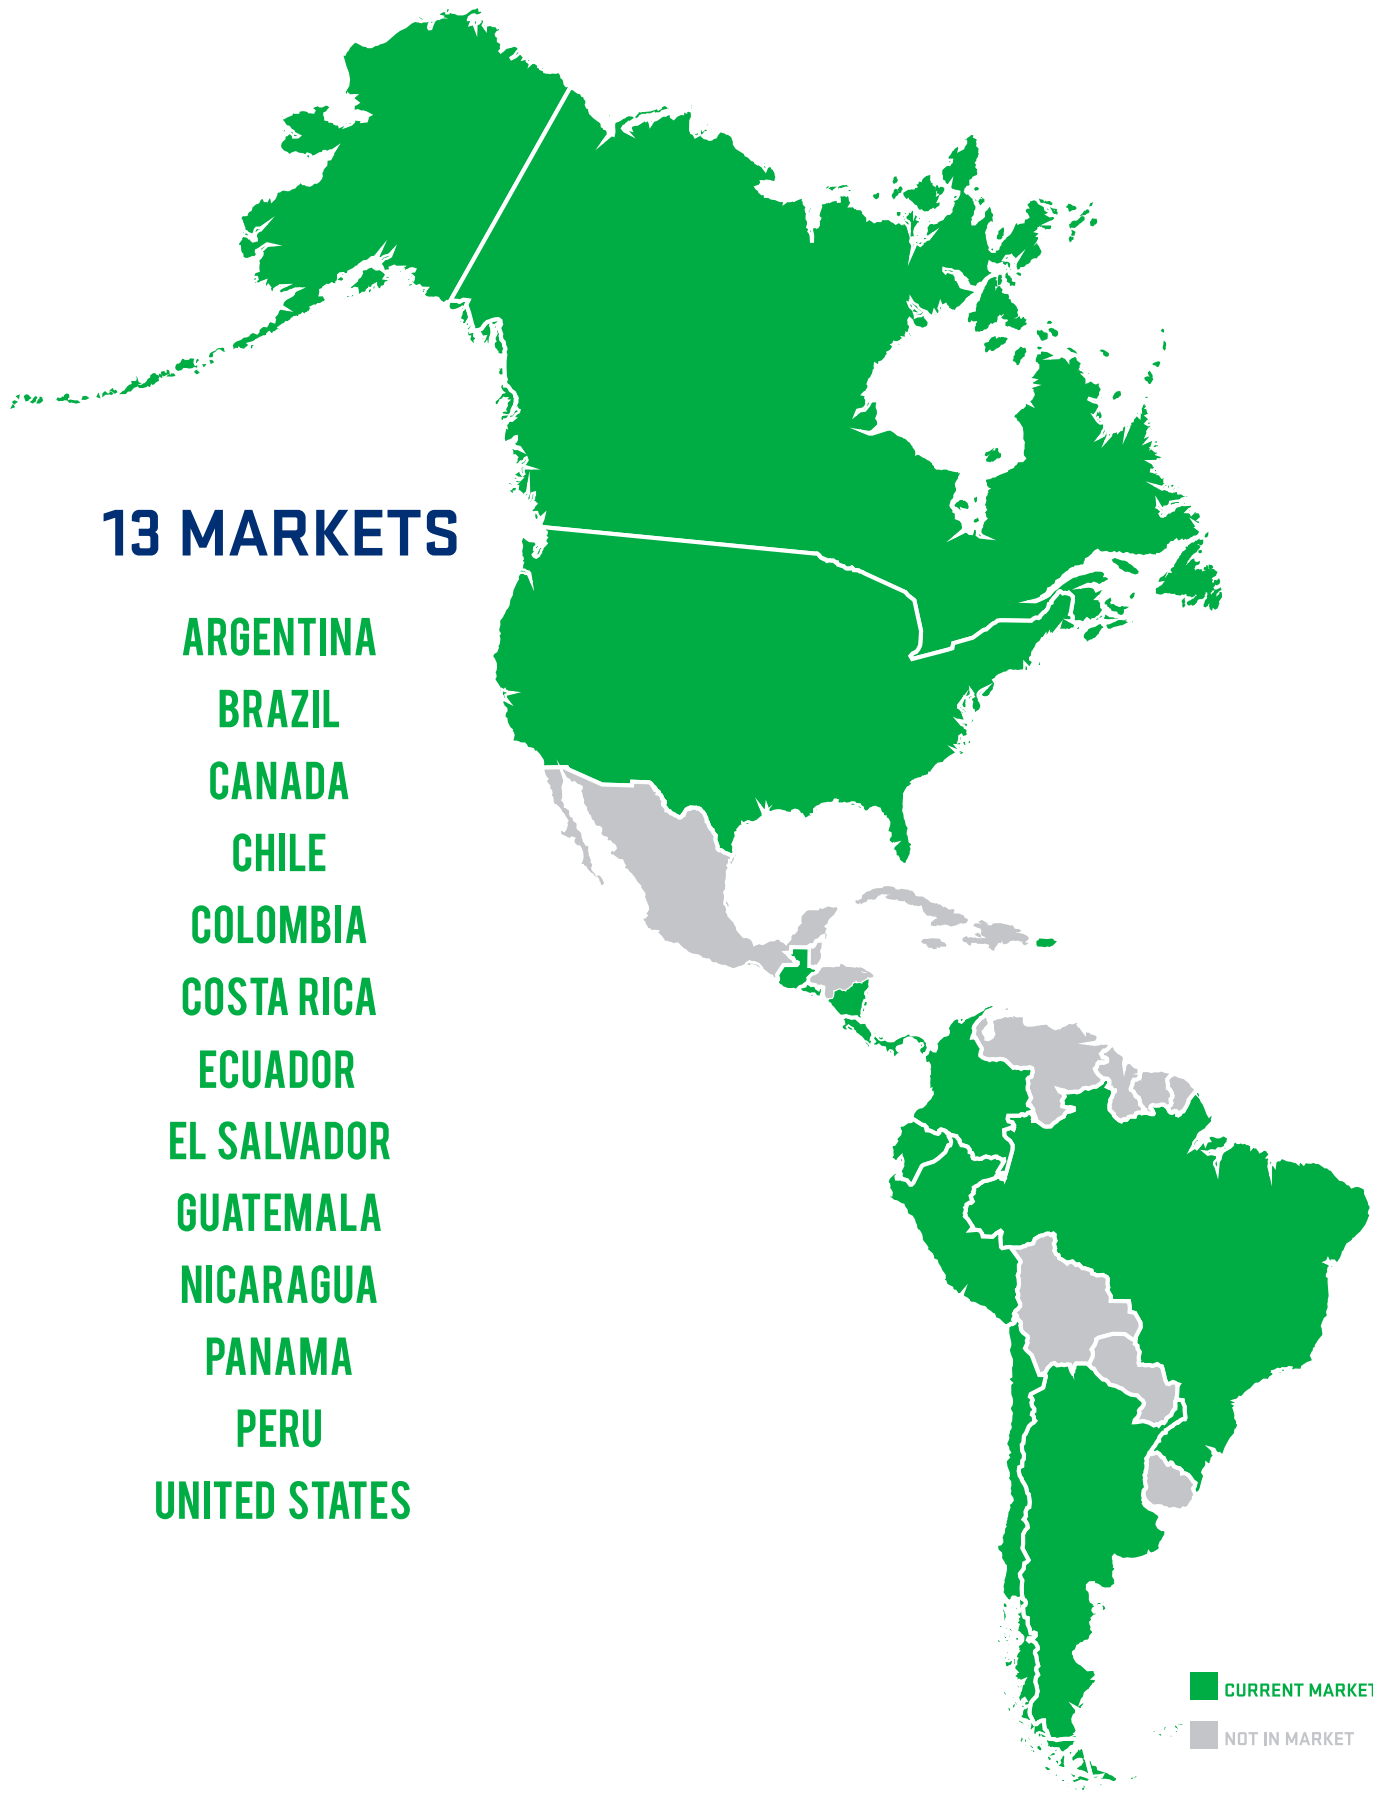 13 MARKETS
ARGENTINA
BRAZIL
CANADA
CHILE
COLOMBIA
COSTA RICA
ECUADOR
EL SALVADOR
GUATEMALA
NICARAGUA
PANAMA
PERU
UNITED STATES
CURRENT MARKET
NOT IN MARKET